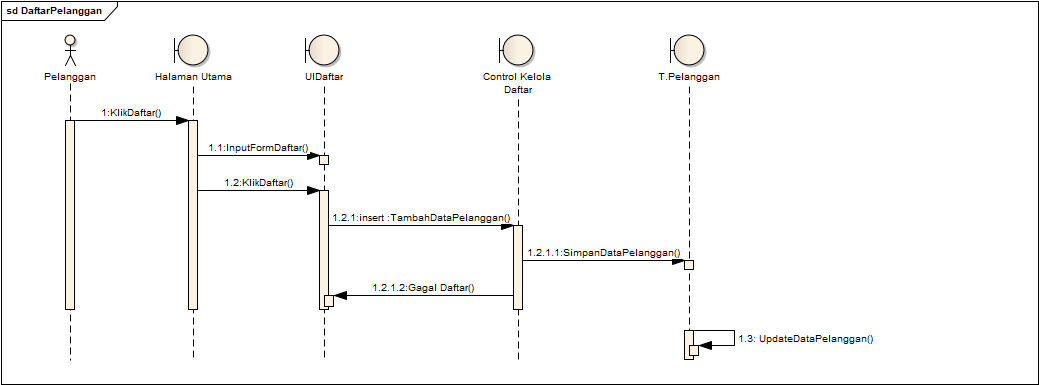 sd DaftarPelanggan
Pelanggan
Halaman Utama
UIDaftar
Control Kelola
Daftar
T.Pelanggan
1:KlikDaftar()
1.1:InputFormDaftar()
1.2:KlikDaftar()
1.2.1:insert :TambahDataPelanggan()
1.2.1.1:SimpanDataPelanggan()
1.2.1.2:Gagal Daftar()
1.3: UpdateDataPelanggan()